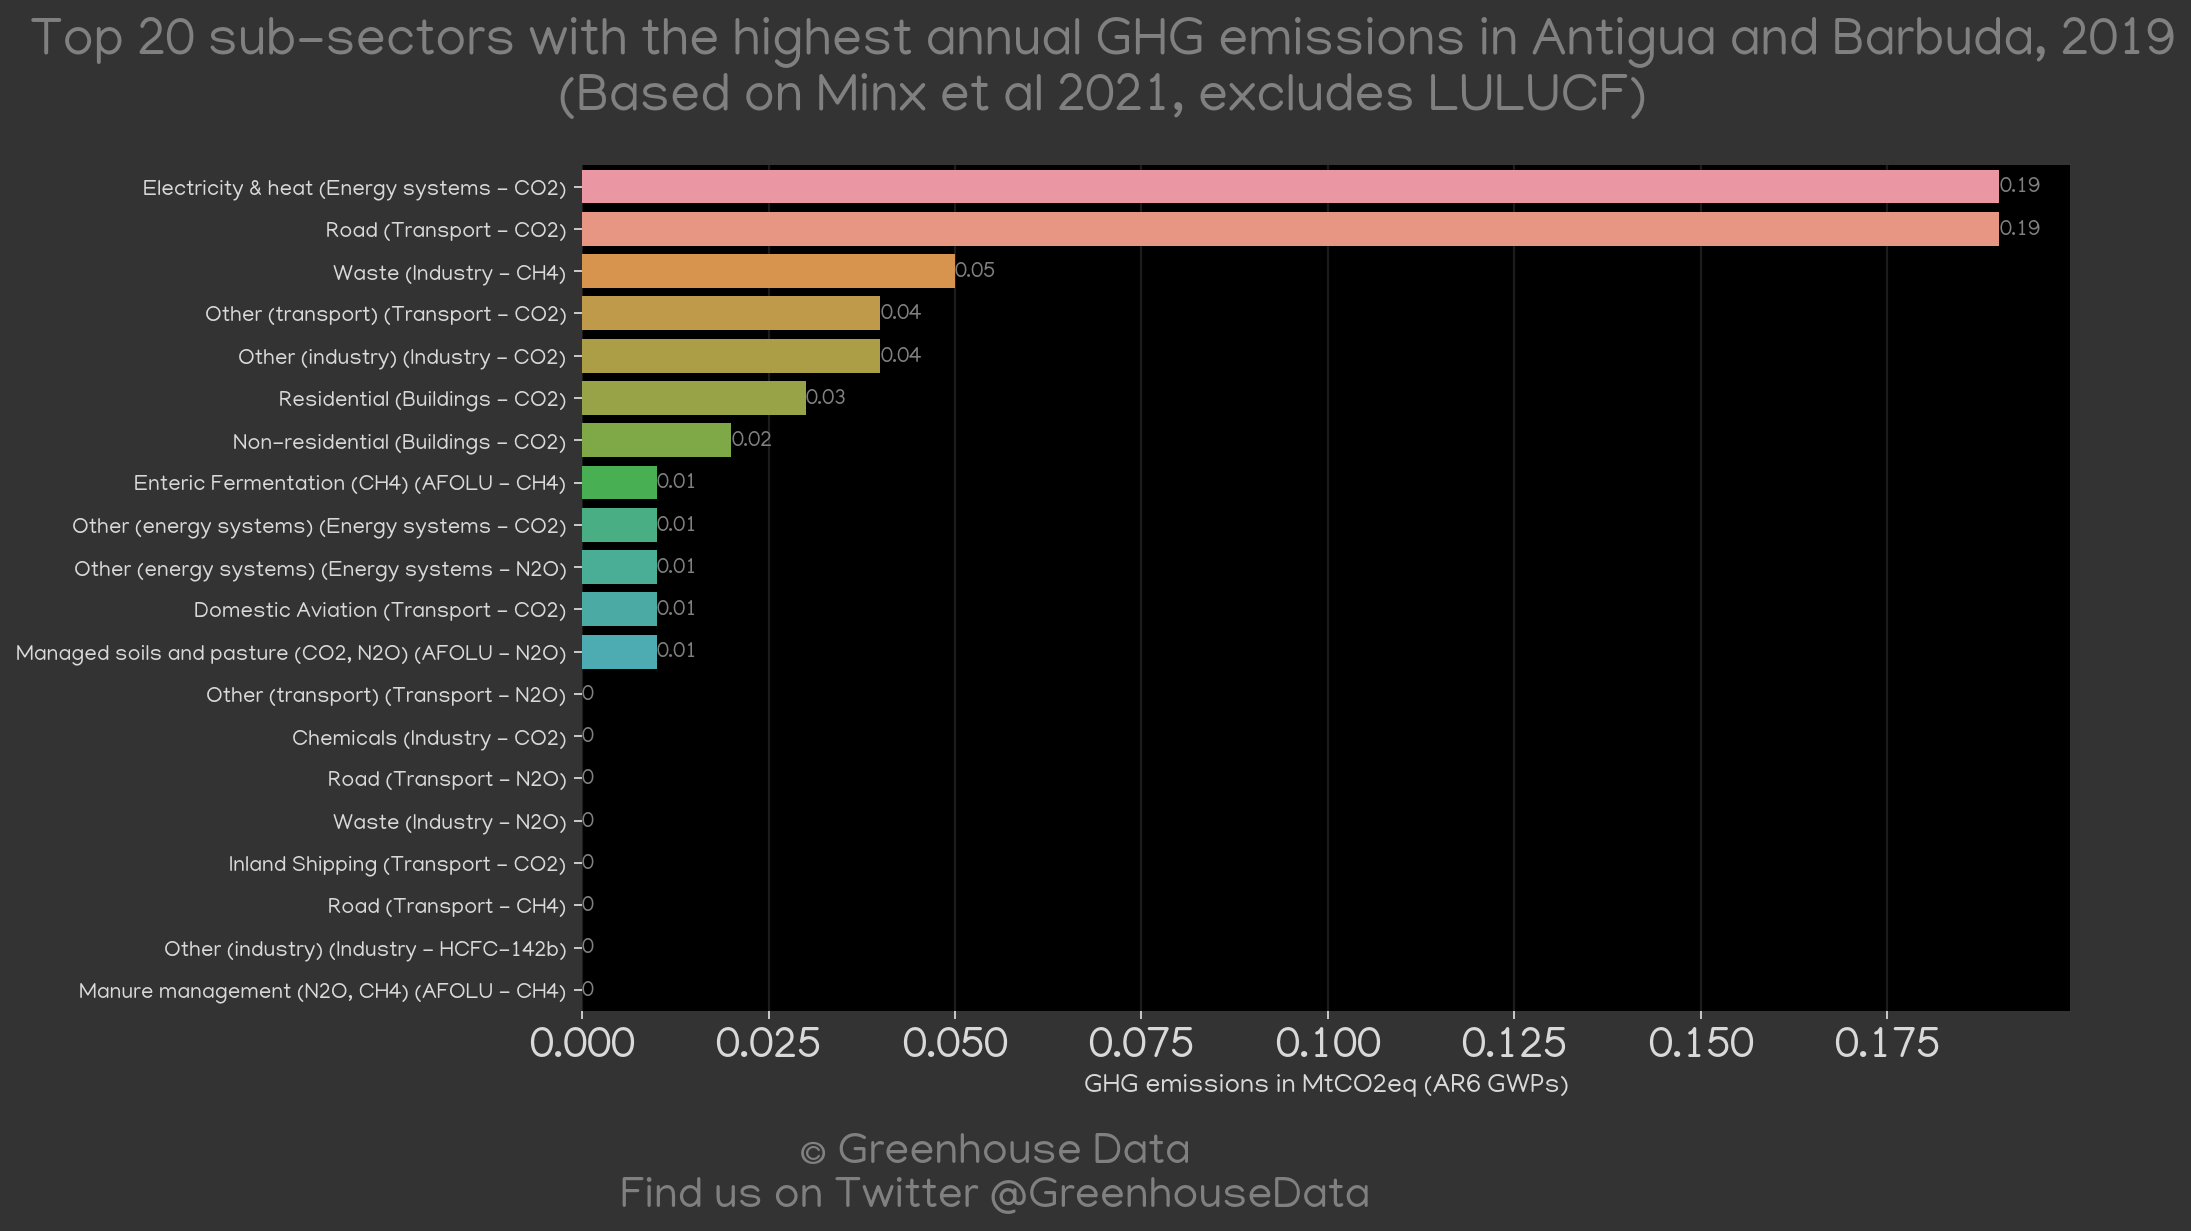 Top 20 sub-sectors with the highest annual GHG emissions in Antigua and Barbuda, 2019
(Based on Minx et al 2021, excludes LULUCF)
Electricity & heat (Energy systems - CO2) 0.19
Road (Transport - CO2) 0.19
Waste (Industry - CH4) 0.05
Other (transport) (Transport - CO2) 0.04
Other (industry) (Industry - CO2) 0.04
Residential (Buildings - CO2) 0.03
Non-residential (Buildings - CO2) 0.02
Enteric Fermentation (CH4) (AFOLU - CH4) 0.01
Other (energy systems) (Energy systems - CO2) 0.01
Other (energy systems) (Energy systems - N2O) 0.01
Domestic Aviation (Transport - CO2) 0.01
Managed soils and pasture (CO2, N2O) (AFOLU - N2O) 0.01
Other (transport) (Transport - N2O) 0
Chemicals (Industry - CO2) 0
Road (Transport - N2O) 0
Waste (Industry - N2O) 0
Inland Shipping (Transport - CO2) 0
Road (Transport - CH4) 0
Other (industry) (Industry - HCFC-142b) 0
Manure management (N2O, CH4) (AFOLU - CH4) 0
0.000 0.025 0.050 0.075 0.100 0.125 0.150 0.175
GHG emissions in MtCO2eq (AR6 GWPs)
© Greenhouse Data
Find us on Twitter @GreenhouseData